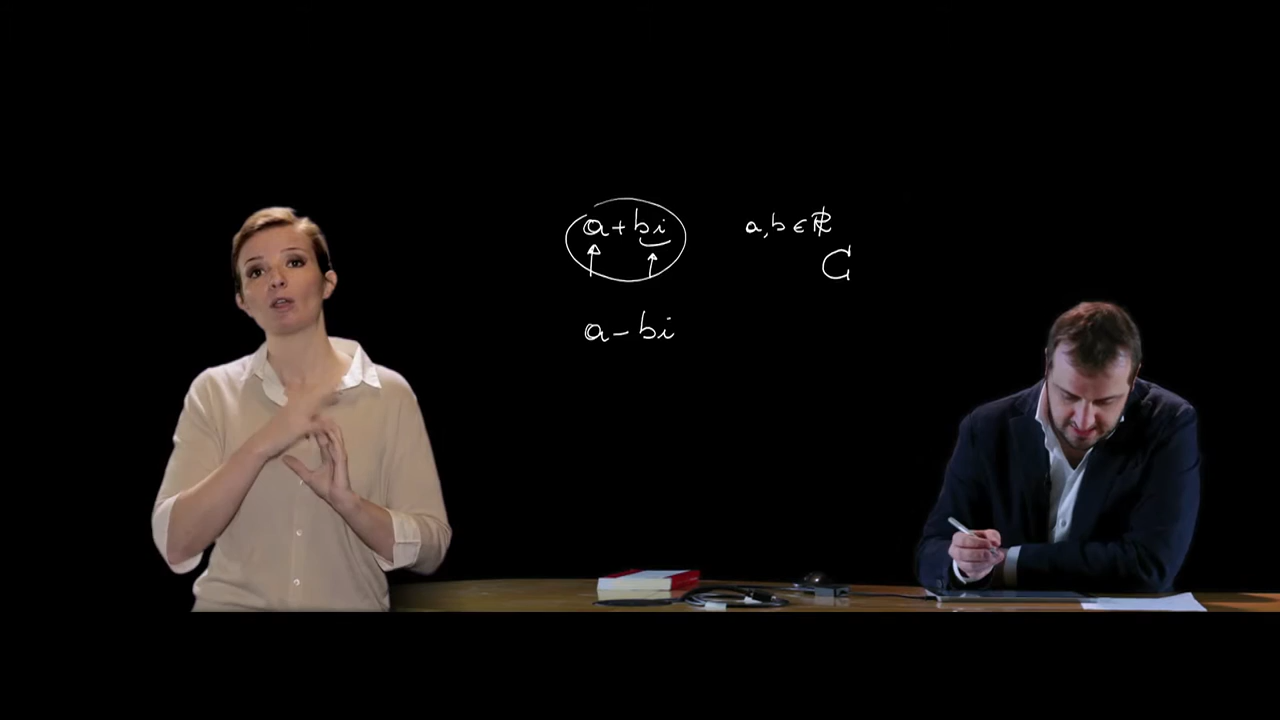 a+bi a,b∈ℝ
ℂ
a-bi